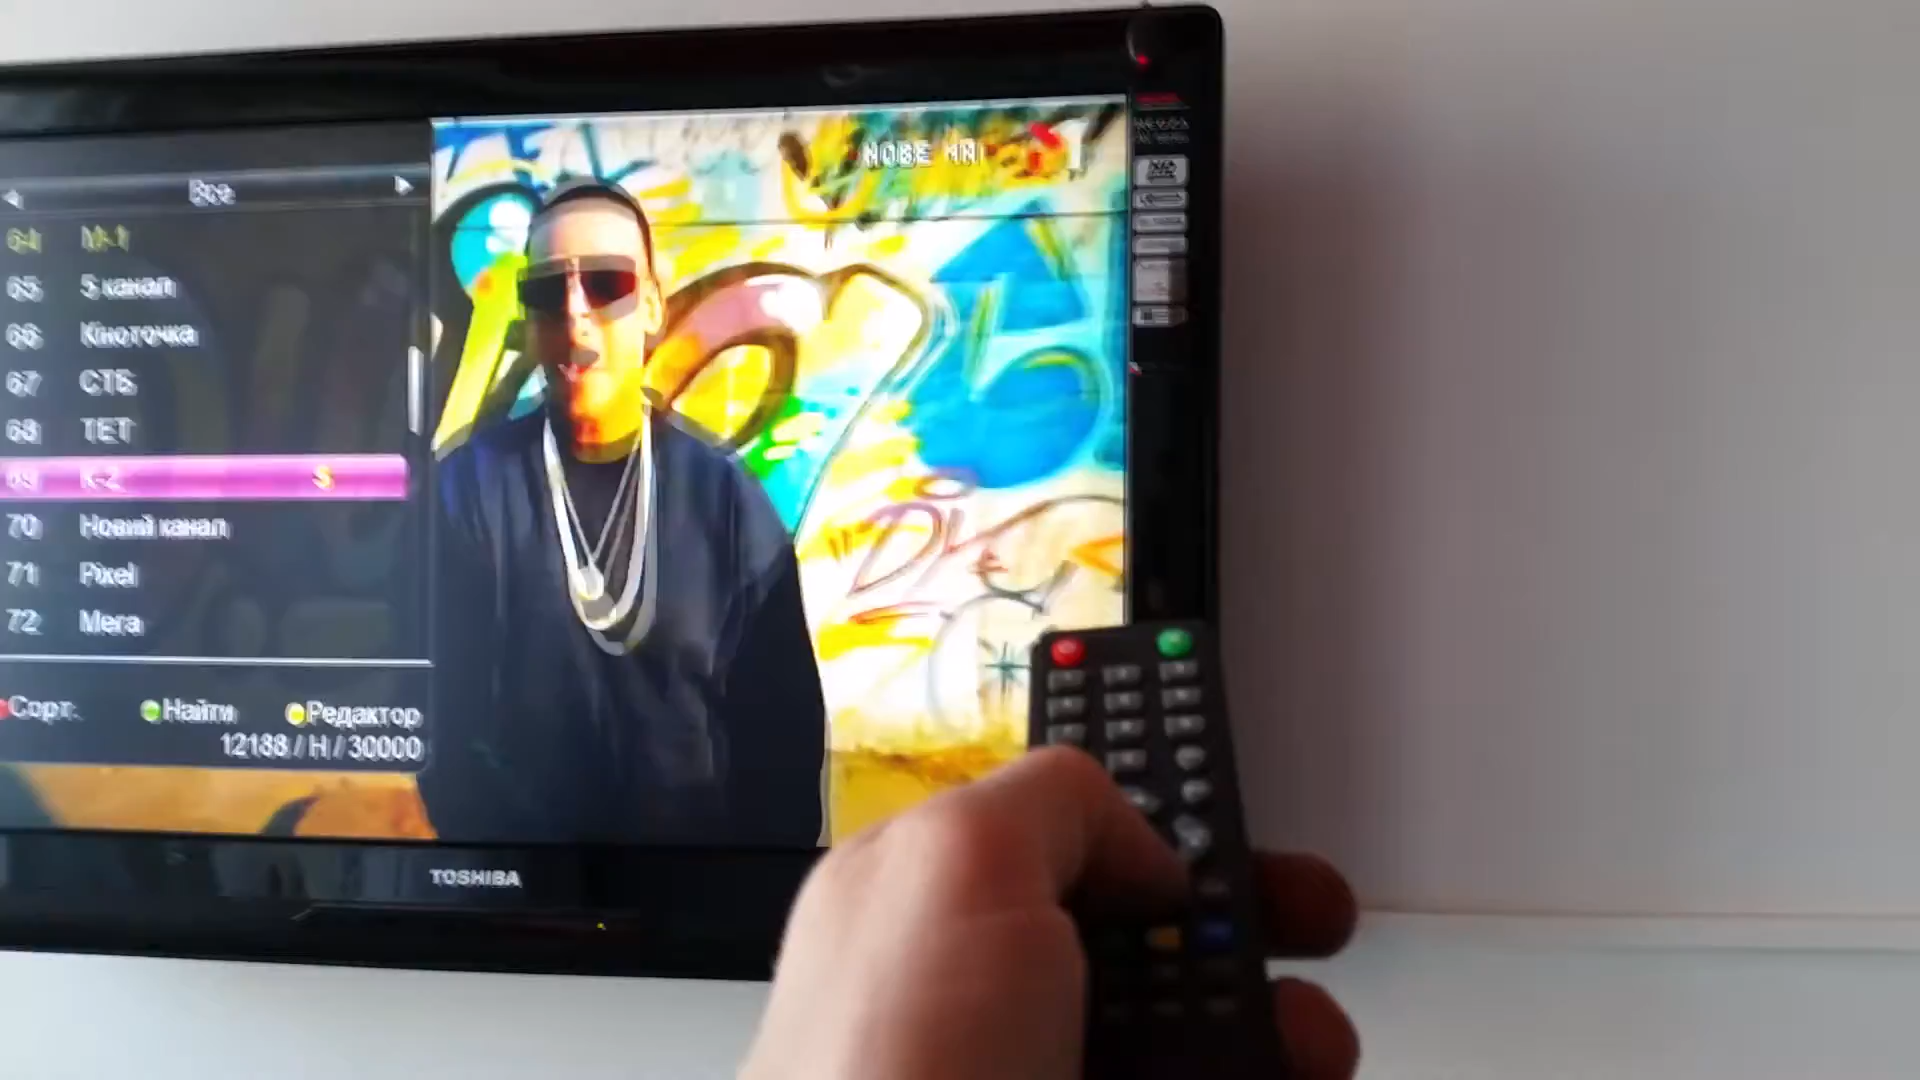 Все
64 М-1
65 5 канал
66 Кіноточка
67 СТБ
68 ТЕТ
69 К-2 S
70 Новий канал
71 Pixel
72 Мега
Сорт. Найти Редактор
12188 / H / 30000
НОВЕ
TOSHIBA